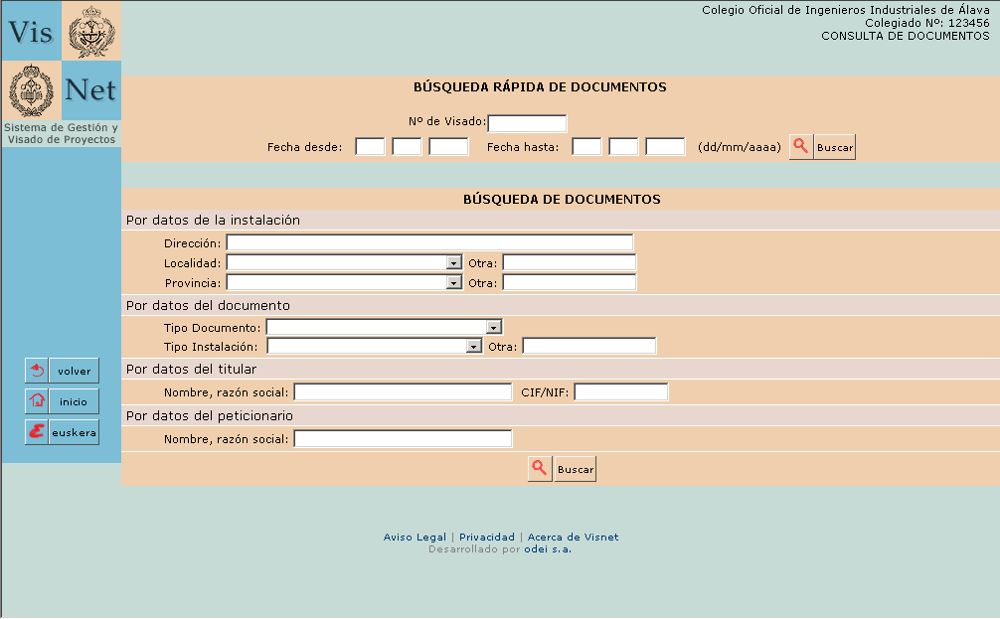 Vis
Net
Sistema de Gestión y
Visado de Proyectos
Colegio Oficial de Ingenieros Industriales de Álava
Colegiado Nº: 123456
CONSULTA DE DOCUMENTOS
BÚSQUEDA RÁPIDA DE DOCUMENTOS
Nº de Visado:
Fecha desde: Fecha hasta: (dd/mm/aaaa) Buscar
BÚSQUEDA DE DOCUMENTOS
Por datos de la instalación
Dirección:
Localidad: Otra:
Provincia: Otra:
Por datos del documento
Tipo Documento:
Tipo Instalación: Otra:
Por datos del titular
Nombre, razón social: CIF/NIF:
Por datos del peticionario
Nombre, razón social:
Buscar
volver
inicio
euskera
Aviso Legal | Privacidad | Acerca de Visnet
Desarrollado por odei s.a.